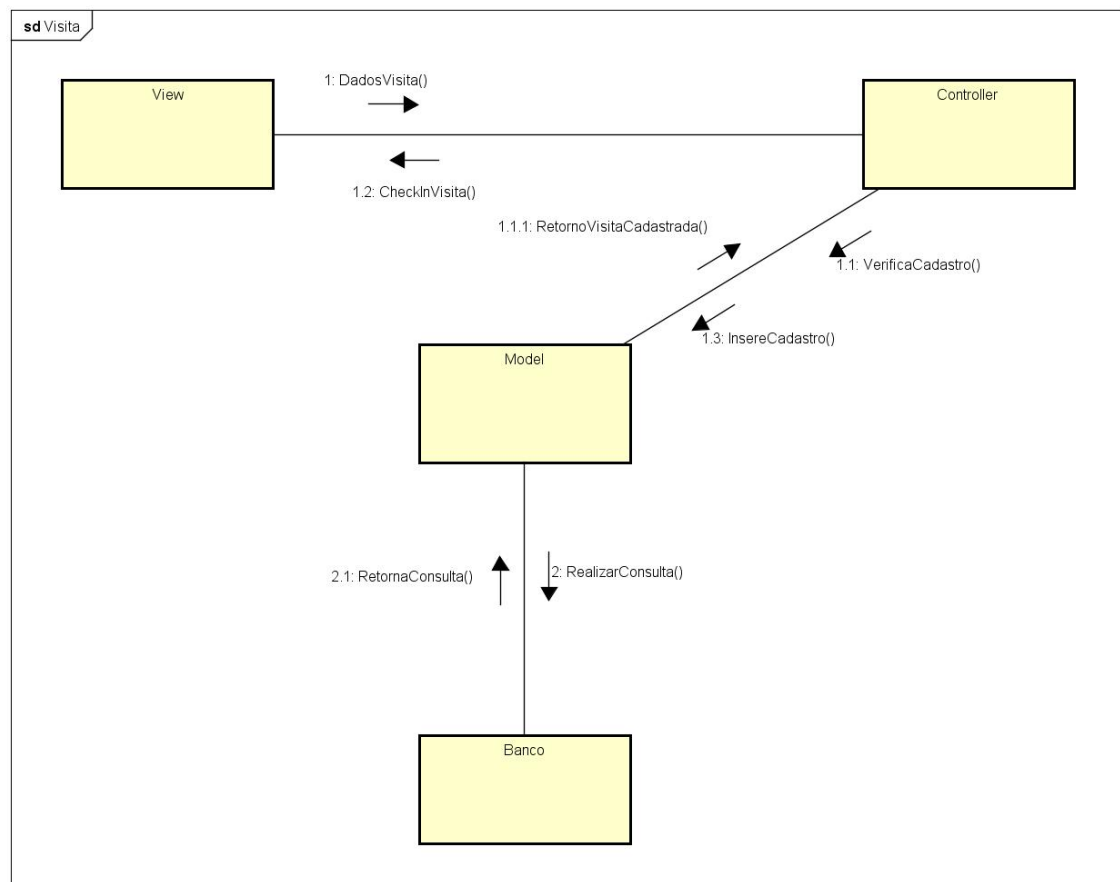 sd Visita
1: DadosVisita()
View
Controller
1.2: CheckInVisita()
1.1.1: RetornoVisitaCadastrada()
1.1: VerificaCadastro()
1.3: InsereCadastro()
Model
2.1: RetornaConsulta()
2: RealizarConsulta()
Banco